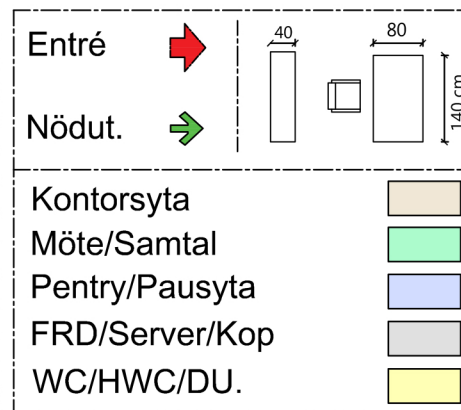 Entré
40
80
140 cm
Nödut.
Kontorsyta
Möte/Samtal
Pentry/Pausyta
FRD/Server/Kop
WC/HWC/DU.